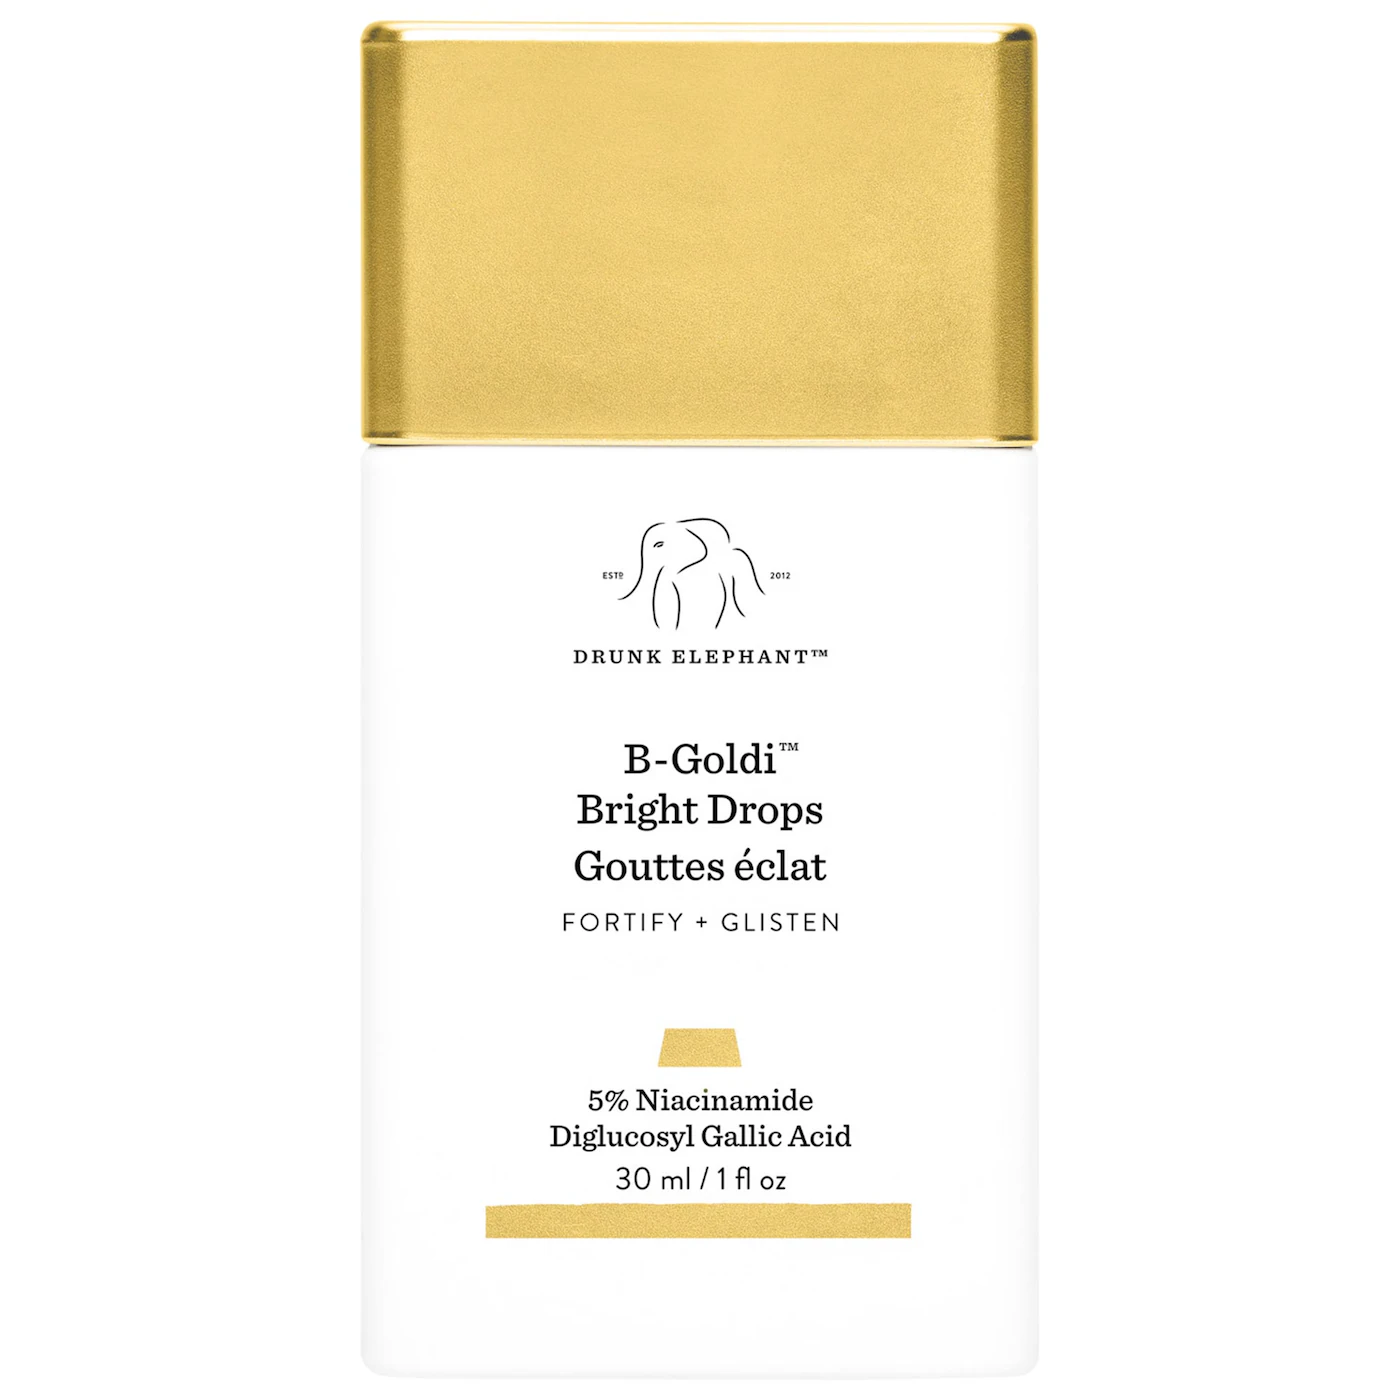 ESTD 2012
DRUNK ELEPHANT™
B-Goldi™
Bright Drops
Gouttes éclat
FORTIFY + GLISTEN
5% Niacinamide
Diglucosyl Gallic Acid
30 ml / 1 fl oz